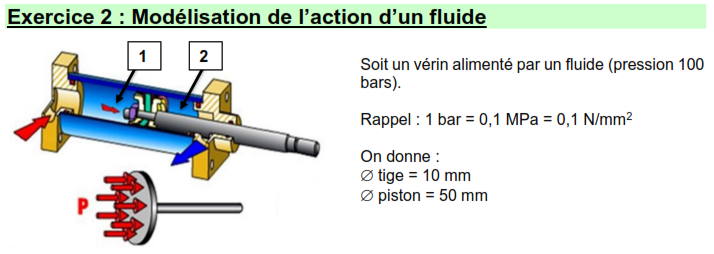 Exercice 2 : Modélisation de l'action d'un fluide
1
2
Soit un vérin alimenté par un fluide (pression 100
bars).
Rappel : 1 bar = 0,1 MPa = 0,1 N/mm²
On donne :
∅ tige = 10 mm
∅ piston = 50 mm
P